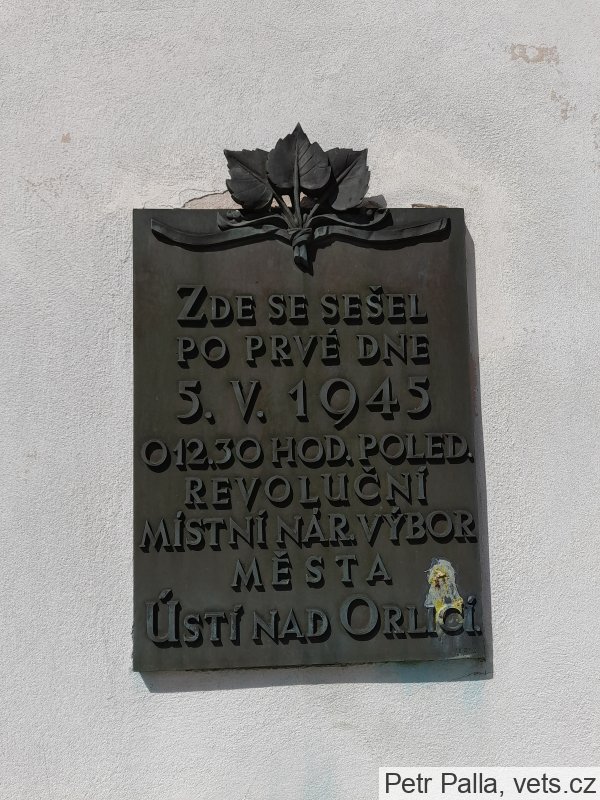 Zde se sešel
po prvé dne
5. V. 1945
o 12.30 hod. poled.
revoluční
místní nár. výbor
města
Ústí nad Orlicí.
Petr Palla, vets.cz